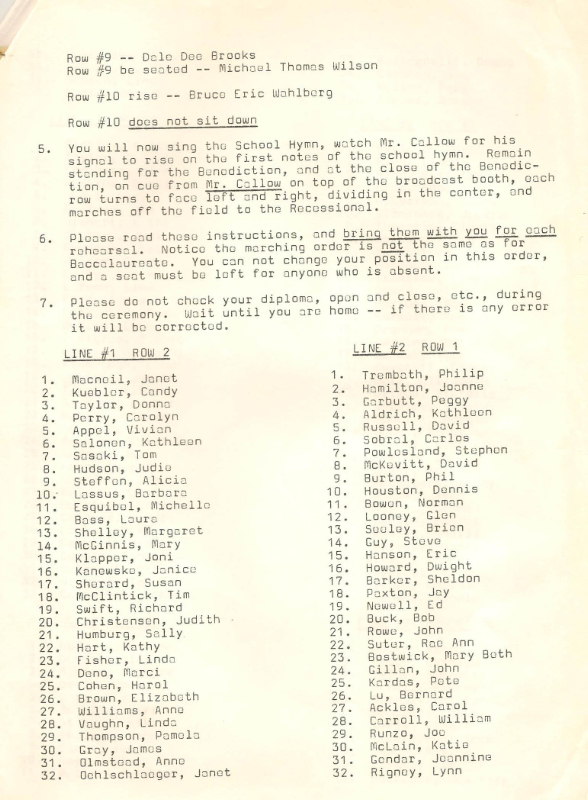 Row #9 -- Dale Dee Brooks
Row #9 be seated -- Michael Thomas Wilson
Row #10 rise -- Bruce Eric Wahlberg
Row #10 does not sit down
5. You will now sing the School Hymn, watch Mr. Callow for his
signal to rise on the first notes of the school hymn. Remain
standing for the Benediction, and at the close of the Benedic-
tion, on cue from Mr. Callow on top of the broadcast booth, each
row turns to face left and right, dividing in the center, and
marches off the field to the Recessional.
6. Please read these instructions, and bring them with you for each
rehearsal. Notice the marching order is not the same as for
Baccalaureate. You can not change your position in this order,
and a seat must be left for anyone who is absent.
7. Please do not check your diploma, open and close, etc., during
the ceremony. Wait until you are home -- if there is any error
it will be corrected.
LINE #1 ROW 2
1. Macneil, Janet
2. Kuebler, Candy
3. Taylor, Donna
4. Perry, Carolyn
5. Appel, Vivian
6. Salonen, Kathleen
7. Sasaki, Tom
8. Hudson, Judie
9. Steffen, Alicia
10. Lassus, Barbara
11. Esquibel, Michelle
12. Bass, Laura
13. Shelley, Margaret
14. McGinnis, Mary
15. Klapper, Joni
16. Kanewske, Janice
17. Sherard, Susan
18. McClintick, Tim
19. Swift, Richard
20. Christensen, Judith
21. Humburg, Sally
22. Hart, Kathy
23. Fisher, Linda
24. Dena, Marci
25. Cohen, Harol
26. Brown, Elizabeth
27. Williams, Anne
28. Vaughn, Linda
29. Thompson, Pamela
30. Gray, James
31. Olmstead, Anne
32. Oehlschlaeger, Janet
LINE #2 ROW 1
1. Trembath, Philip
2. Hamilton, Joanne
3. Garbutt, Peggy
4. Aldrich, Kathleen
5. Russell, David
6. Sobral, Carlos
7. Powlesland, Stephen
8. McKevitt, David
9. Burton, Phil
10. Houston, Dennis
11. Bowen, Norman
12. Looney, Glen
13. Seeley, Brian
14. Guy, Steve
15. Hanson, Eric
16. Howard, Dwight
17. Barker, Sheldon
18. Paxton, Jay
19. Newell, Ed
20. Buck, Bob
21. Rowe, John
22. Suter, Rae Ann
23. Bostwick, Mary Beth
24. Gillan, John
25. Kardas, Pete
26. Lu, Bernard
27. Ackles, Carol
28. Carroll, William
29. Runzo, Joe
30. McLain, Katie
31. Gendar, Jeannine
32. Rigney, Lynn